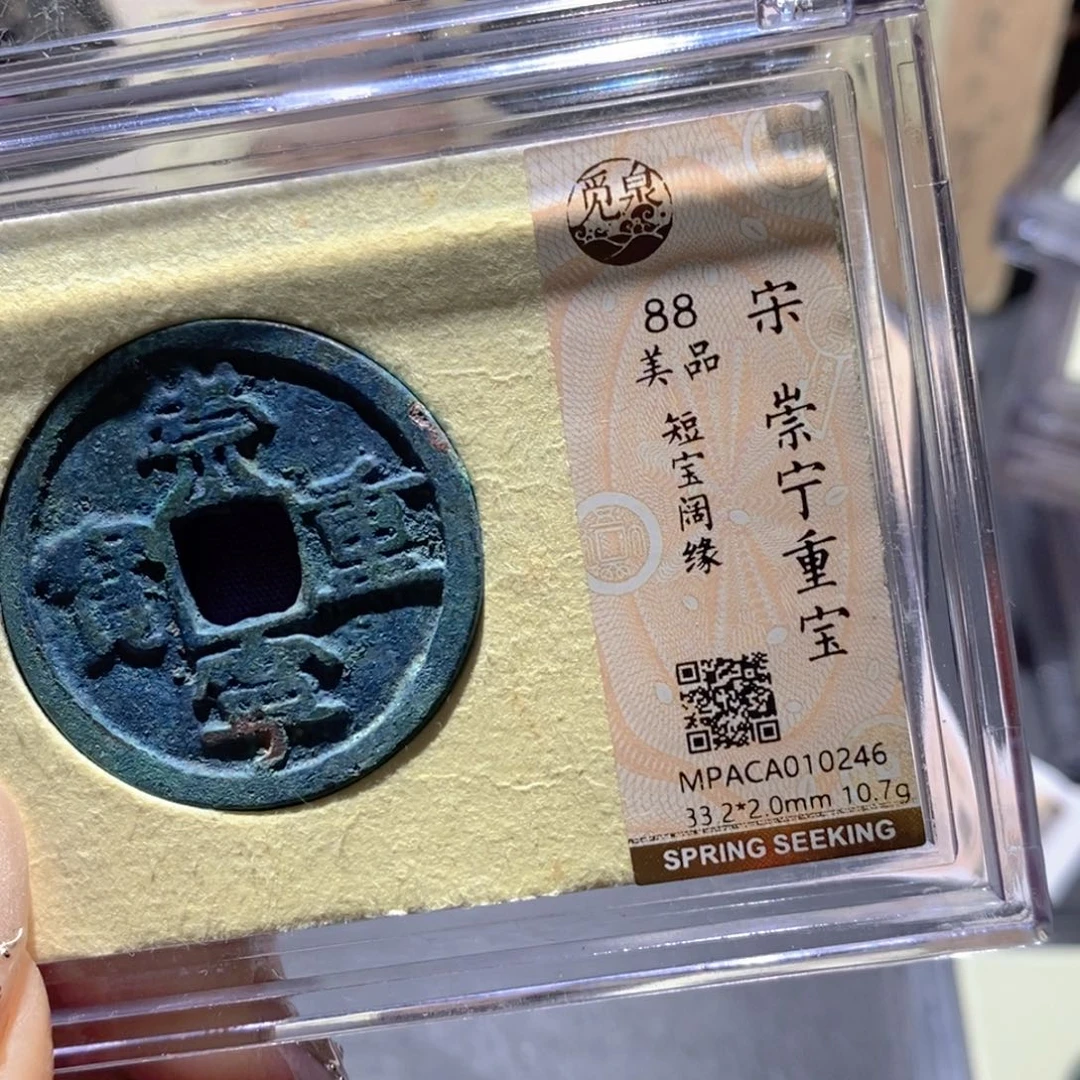 崇
重
寧
寳
觅泉
宋 崇宁重宝
88
美品
短宝阔缘
MPACA010246
33.2*2.0mm 10.7g
SPRING SEEKING